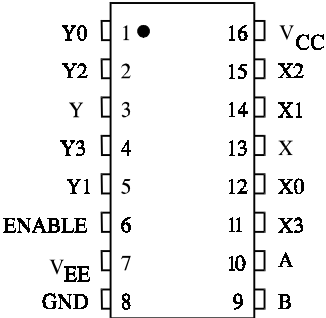 Y0 1 16 VCC
Y2 2 15 X2
Y 3 14 X1
Y3 4 13 X
Y1 5 12 X0
ENABLE 6 11 X3
VEE 7 10 A
GND 8 9 B